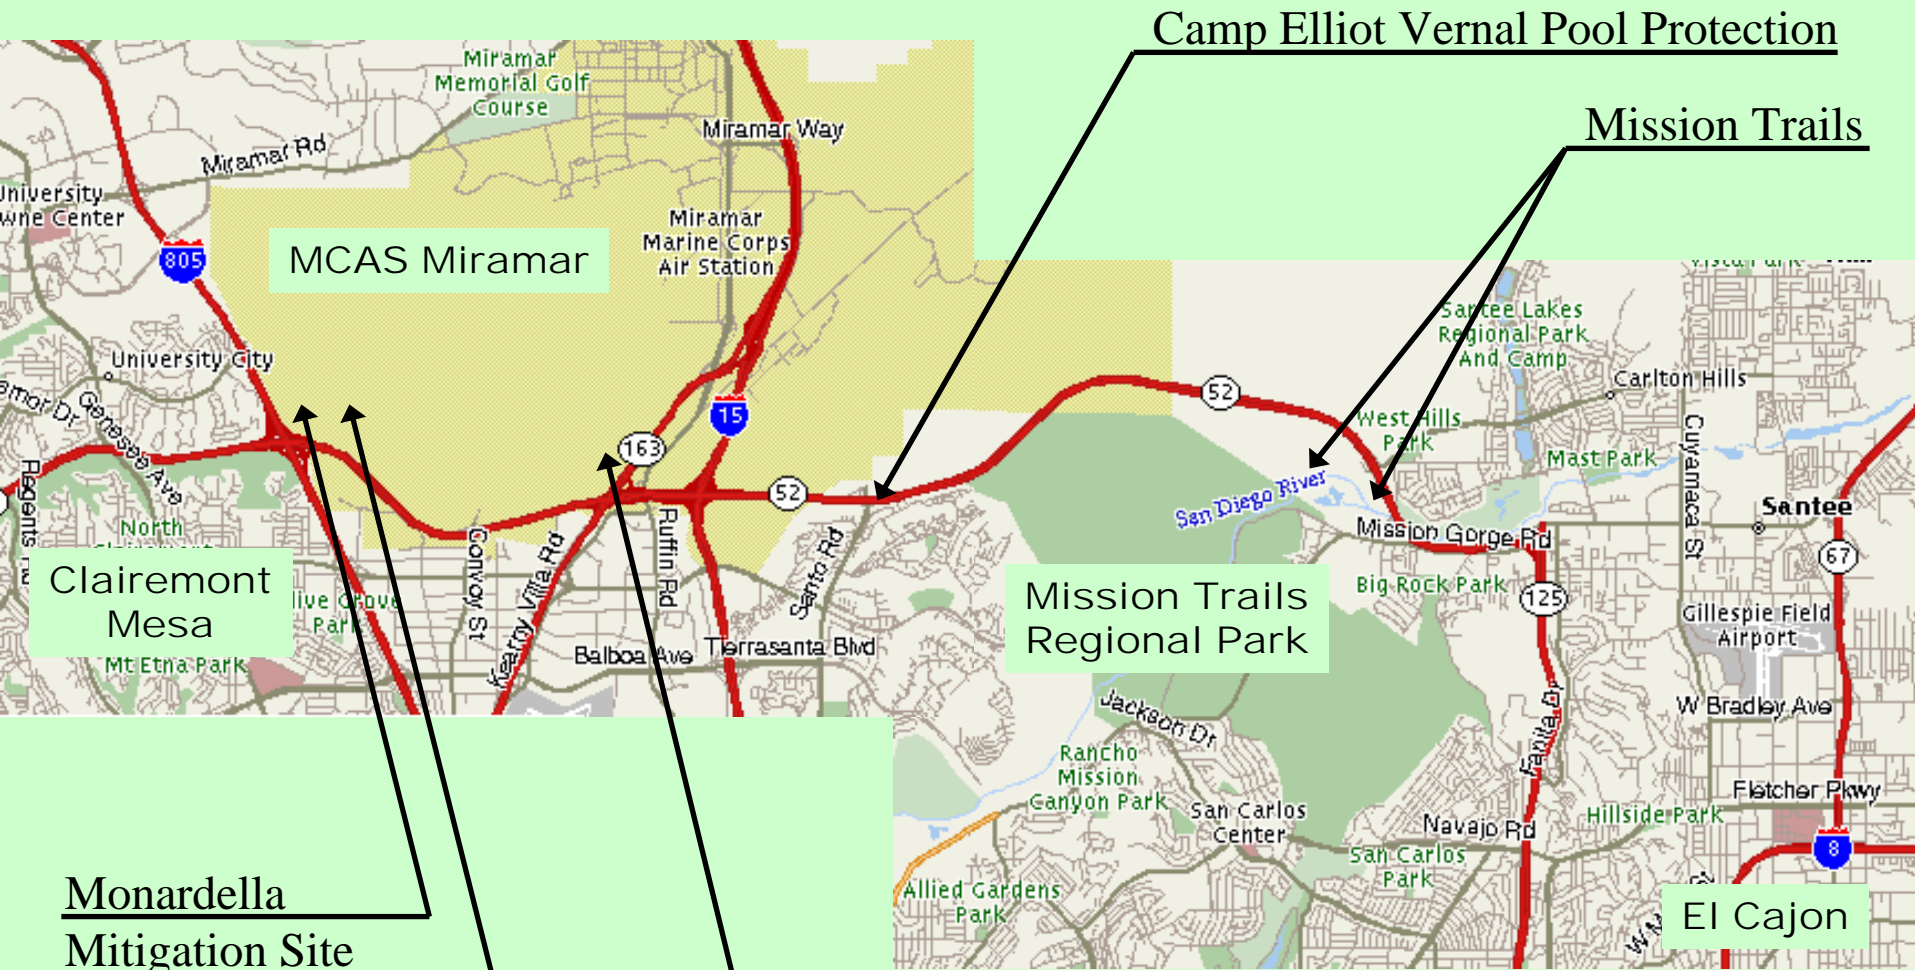 Camp Elliot Vernal Pool Protection
Mission Trails
Miramar
Memorial Golf
Course
Miramar Way
Miramar Rd
University
wne Center
805
MCAS Miramar
Miramar
Marine Corps
Air Station
Santee Lakes
Regional Park
And Camp
University City
Carlton Hills
52
15
163
West Hills
Park
Genesee Ave
Regents Rd
Mast Park
Cuyamaca St
San Diego River
52
Santee
North
Mission Gorge Rd
67
Convoy St
Kearny Villa Rd
Ruffin Rd
Santo Rd
Clairemont
Mesa
Mission Trails
Regional Park
Big Rock Park
125
Gillespie Field
Airport
live Grove
Park
Mt Etna Park
Balboa Ave
Tierrasanta Blvd
Jackson Dr
Fanita Dr
W Bradley Ave
Rancho
Mission
Canyon Park
San Carlos
Center
Navajo Rd
Hillside Park
Fletcher Pkwy
8
San Carlos
Park
Allied Gardens
Park
El Cajon
Monardella
Mitigation Site